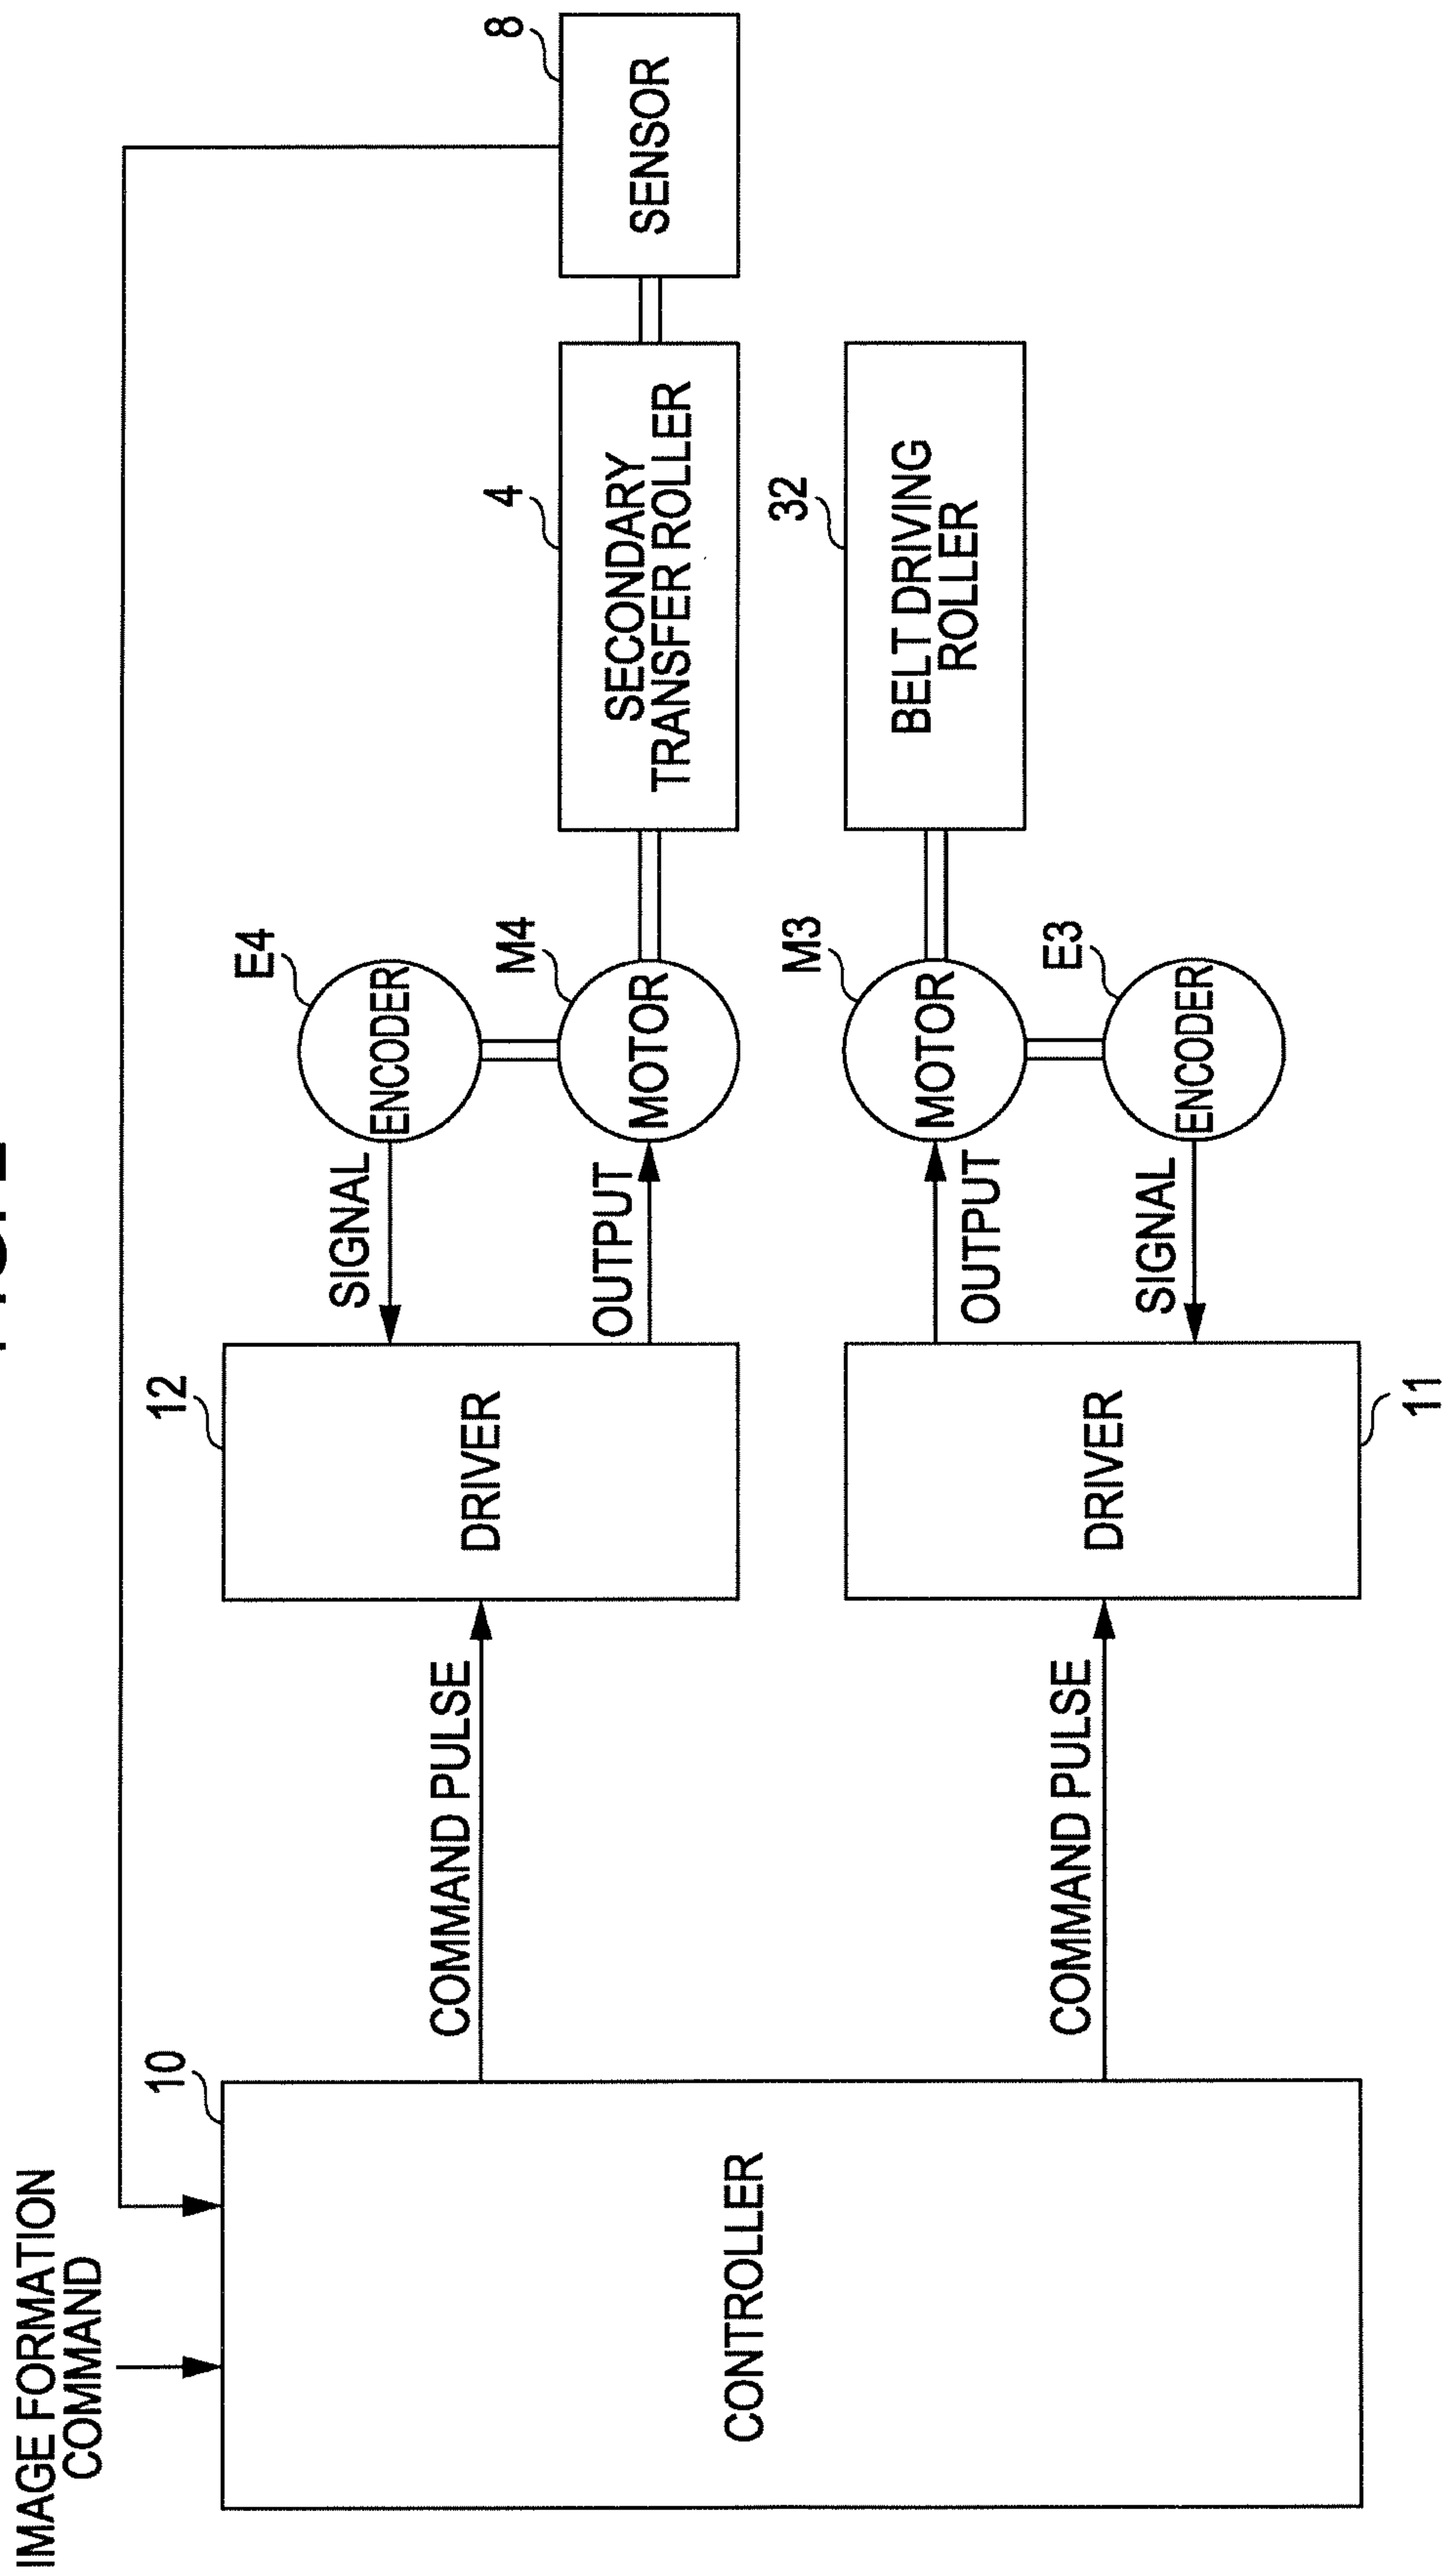 IMAGE FORMATION
COMMAND
10
CONTROLLER
COMMAND PULSE
COMMAND PULSE
12
DRIVER
DRIVER
11
SIGNAL
OUTPUT
OUTPUT
SIGNAL
E4
ENCODER
M4
MOTOR
M3
MOTOR
E3
ENCODER
4
SECONDARY
TRANSFER ROLLER
32
BELT DRIVING
ROLLER
8
SENSOR